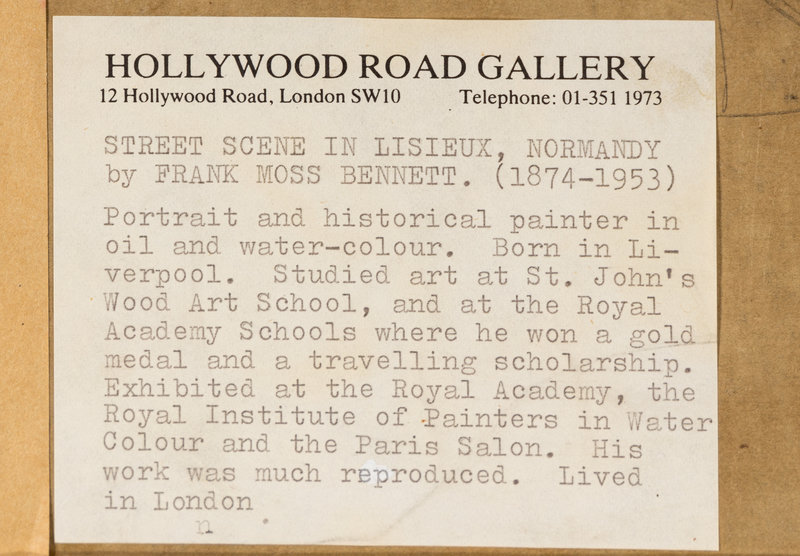 HOLLYWOOD ROAD GALLERY
12 Hollywood Road, London SW10 Telephone: 01-351 1973
STREET SCENE IN LISIEUX, NORMANDY
by FRANK MOSS BENNETT. (1874-1953)
Portrait and historical painter in
oil and water-colour. Born in Li-
verpool. Studied art at St. John's
Wood Art School, and at the Royal
Academy Schools where he won a gold
medal and a travelling scholarship.
Exhibited at the Royal Academy, the
Royal Institute of Painters in Water
Colour and the Paris Salon. His
work was much reproduced. Lived
in London
n